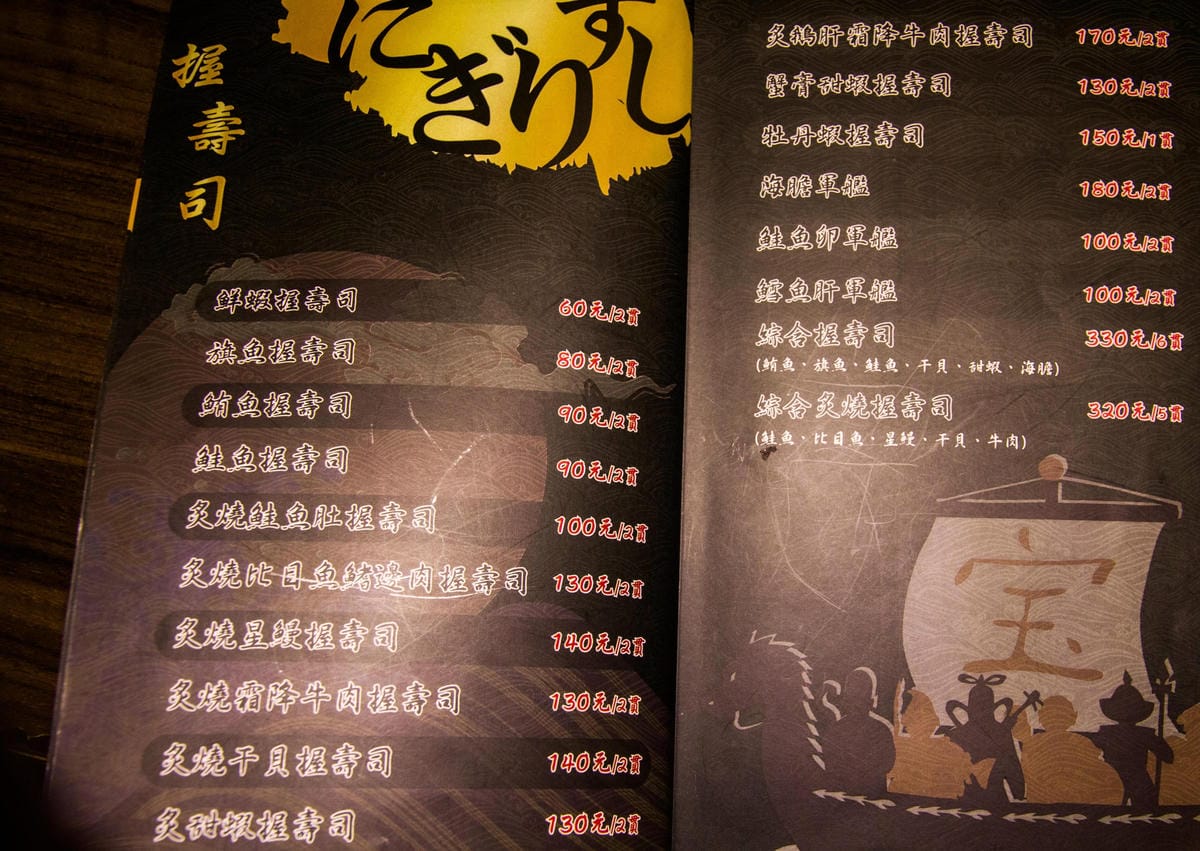 にぎりずし
握壽司
鮮蝦握壽司 60元/2貫
旗魚握壽司 80元/2貫
鮪魚握壽司 90元/2貫
鮭魚握壽司 90元/2貫
炙燒鮭魚肚握壽司 100元/2貫
炙燒比目魚鰭邊肉握壽司 130元/2貫
炙燒星鰻握壽司 140元/2貫
炙燒霜降牛肉握壽司 130元/2貫
炙燒干貝握壽司 140元/2貫
炙甜蝦握壽司 130元/2貫
炙鵝肝霜降牛肉握壽司 170元/2貫
蟹膏甜蝦握壽司 130元/2貫
牡丹蝦握壽司 150元/1貫
海膽軍艦 180元/2貫
鮭魚卵軍艦 100元/2貫
鱈魚肝軍艦 100元/2貫
綜合握壽司 330元/6貫
(鮪魚、旗魚、鮭魚、干貝、甜蝦、海膽)
綜合炙燒握壽司 320元/5貫
(鮭魚、比目魚、星鰻、干貝、牛肉)
宝